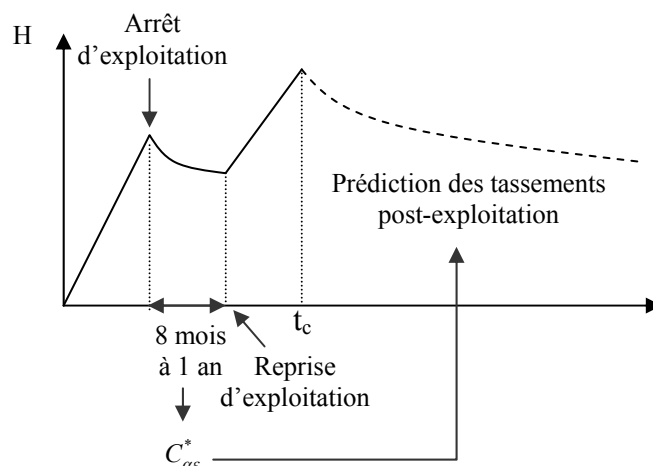 H
Arrêt
d’exploitation
Prédiction des tassements
post-exploitation
t_c
8 mois
à 1 an
Reprise
d’exploitation
C*_αs